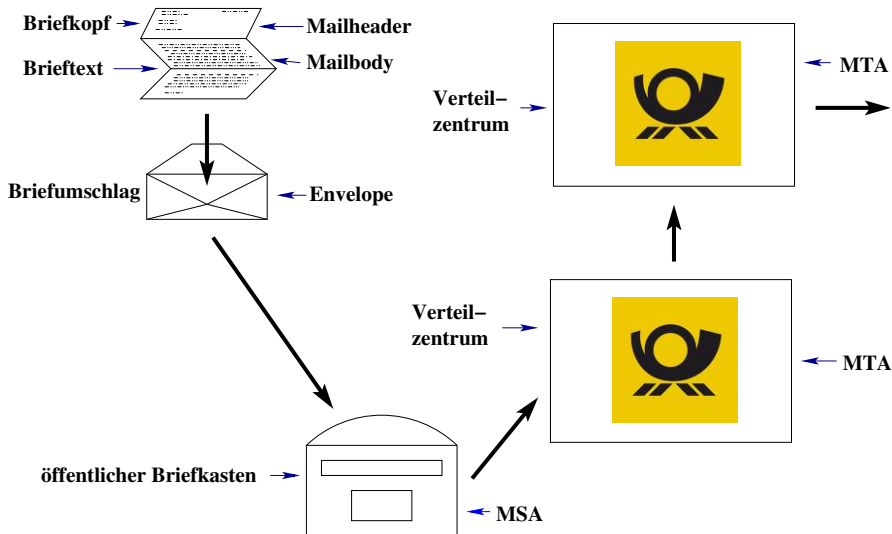 Briefkopf
Mailheader
Brieftext
Mailbody
Briefumschlag
Envelope
öffentlicher Briefkasten
MSA
Verteil–
zentrum
MTA
Verteil–
zentrum
MTA